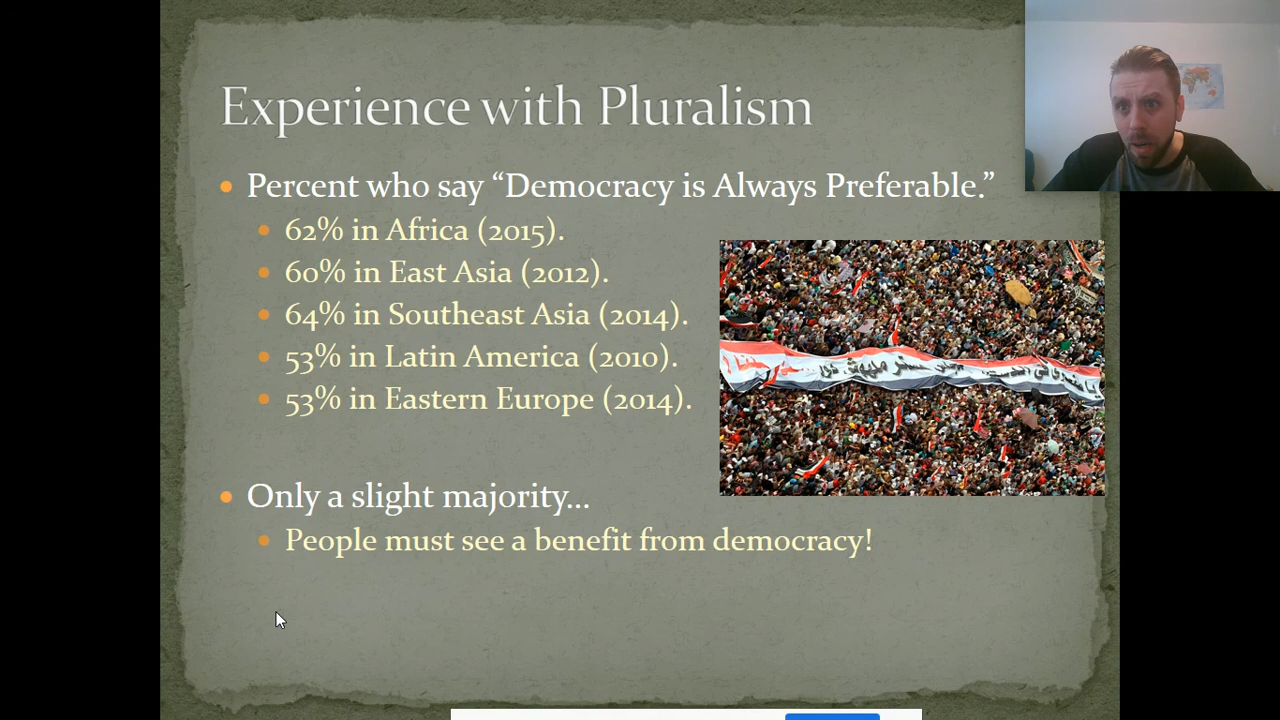 Experience with Pluralism
Percent who say “Democracy is Always Preferable.”
62% in Africa (2015).
60% in East Asia (2012).
64% in Southeast Asia (2014).
53% in Latin America (2010).
53% in Eastern Europe (2014).
Only a slight majority…
People must see a benefit from democracy!